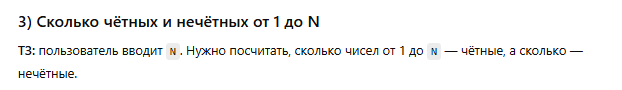 3) Сколько чётных и нечётных от 1 до N
ТЗ: пользователь вводит N. Нужно посчитать, сколько чисел от 1 до N — чётные, а сколько —
нечётные.